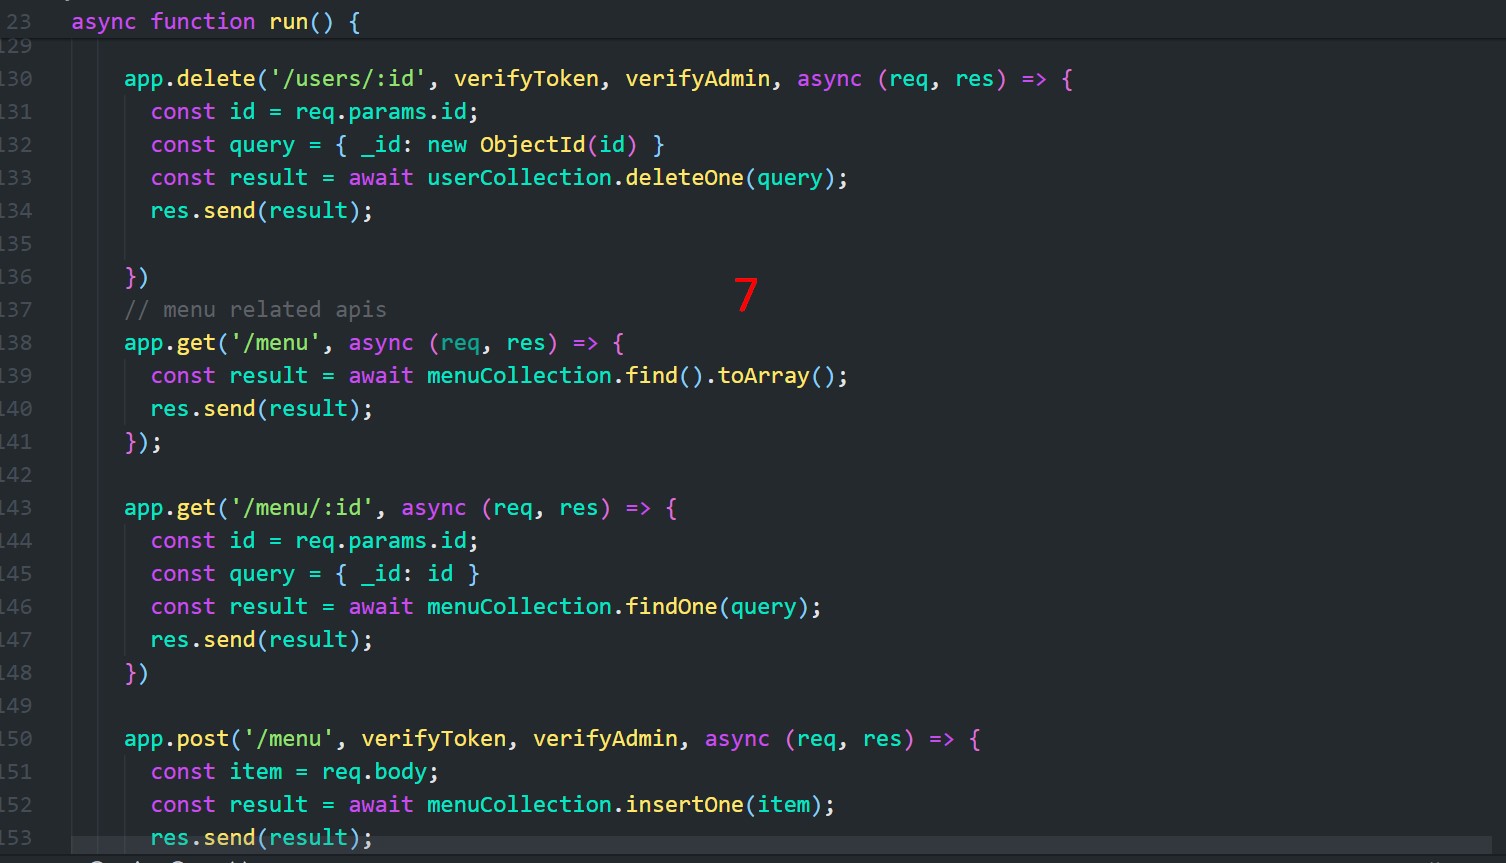 23 async function run() {
129
130 app.delete('/users/:id', verifyToken, verifyAdmin, async (req, res) => {
131 const id = req.params.id;
132 const query = { _id: new ObjectId(id) }
133 const result = await userCollection.deleteOne(query);
134 res.send(result);
135
136 })
7
137 // menu related apis
138 app.get('/menu', async (req, res) => {
139 const result = await menuCollection.find().toArray();
140 res.send(result);
141 });
142
143 app.get('/menu/:id', async (req, res) => {
144 const id = req.params.id;
145 const query = { _id: id }
146 const result = await menuCollection.findOne(query);
147 res.send(result);
148 })
149
150 app.post('/menu', verifyToken, verifyAdmin, async (req, res) => {
151 const item = req.body;
152 const result = await menuCollection.insertOne(item);
153 res.send(result);